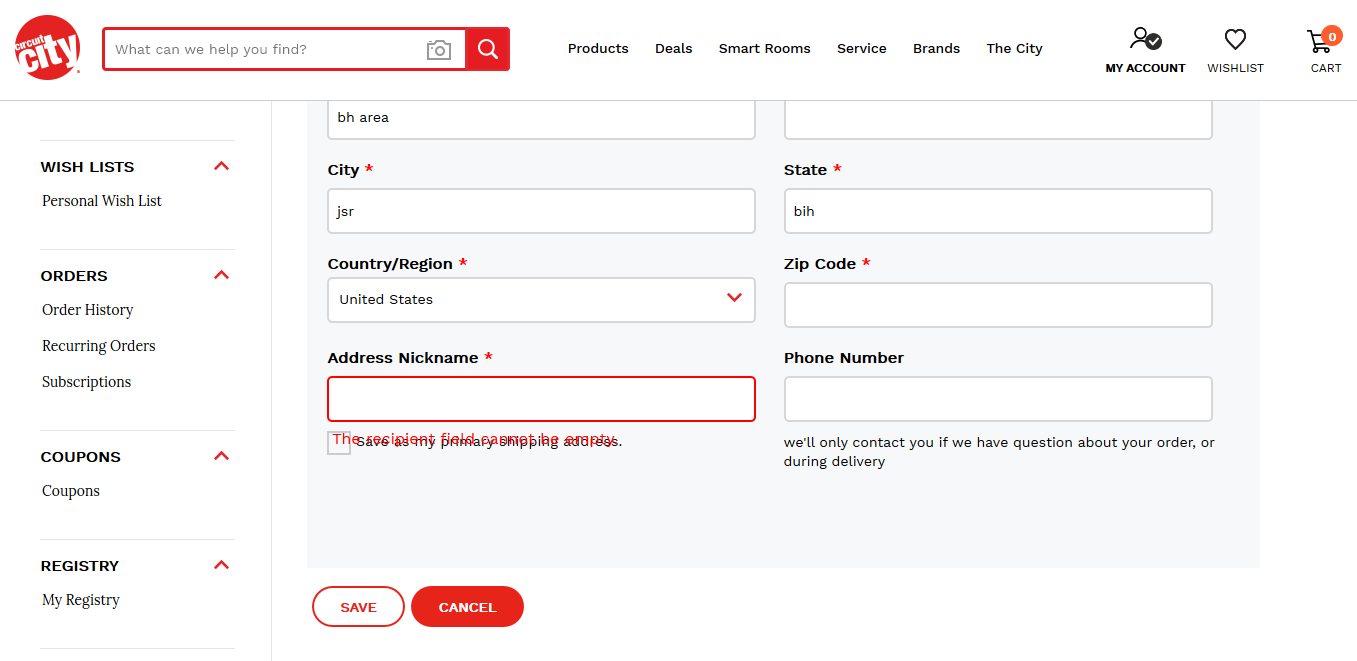 circuit city
What can we help you find?
Products Deals Smart Rooms Service Brands The City
MY ACCOUNT WISHLIST 0 CART
WISH LISTS
Personal Wish List
ORDERS
Order History
Recurring Orders
Subscriptions
COUPONS
Coupons
REGISTRY
My Registry
bh area
City *
jsr
State *
bih
Country/Region *
United States
Zip Code *
Address Nickname *
The recipient field cannot be empty.
Save as my primary shipping address.
Phone Number
we'll only contact you if we have question about your order, or
during delivery
SAVE CANCEL